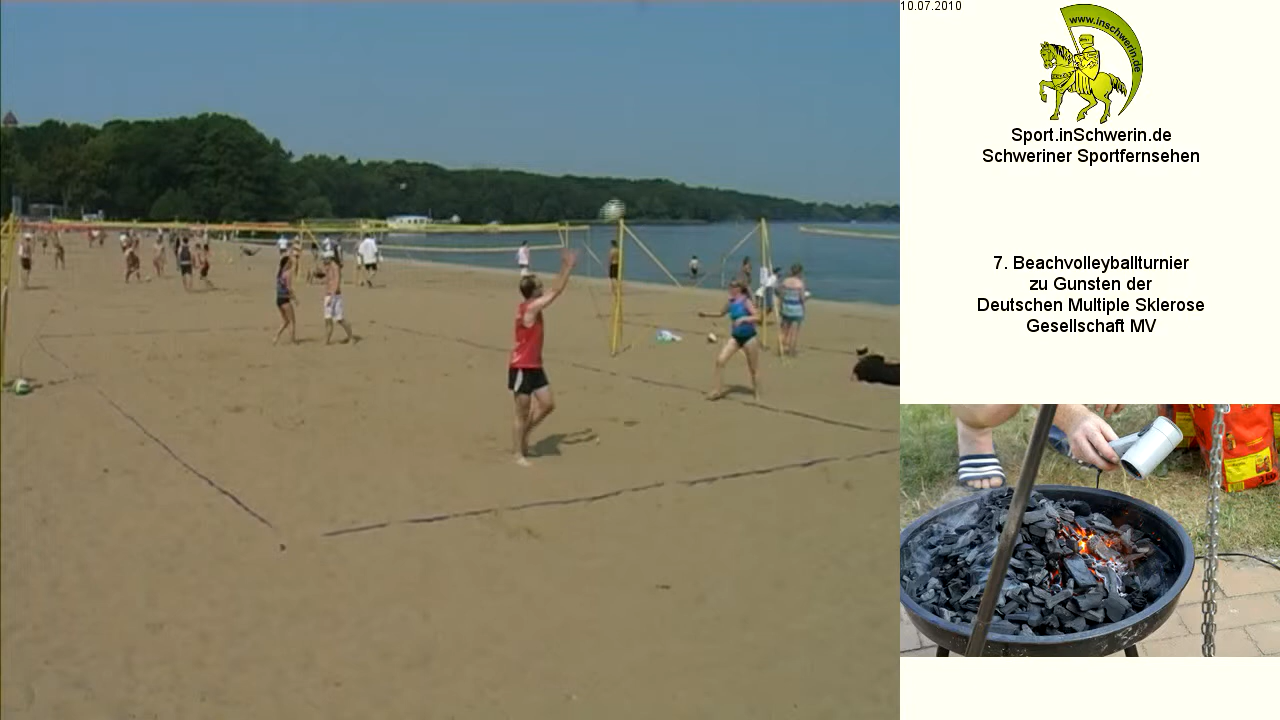 10.07.2010
www.inschwerin.de
Sport.inSchwerin.de
Schweriner Sportfernsehen
7. Beachvolleyballturnier
zu Gunsten der
Deutschen Multiple Sklerose
Gesellschaft MV